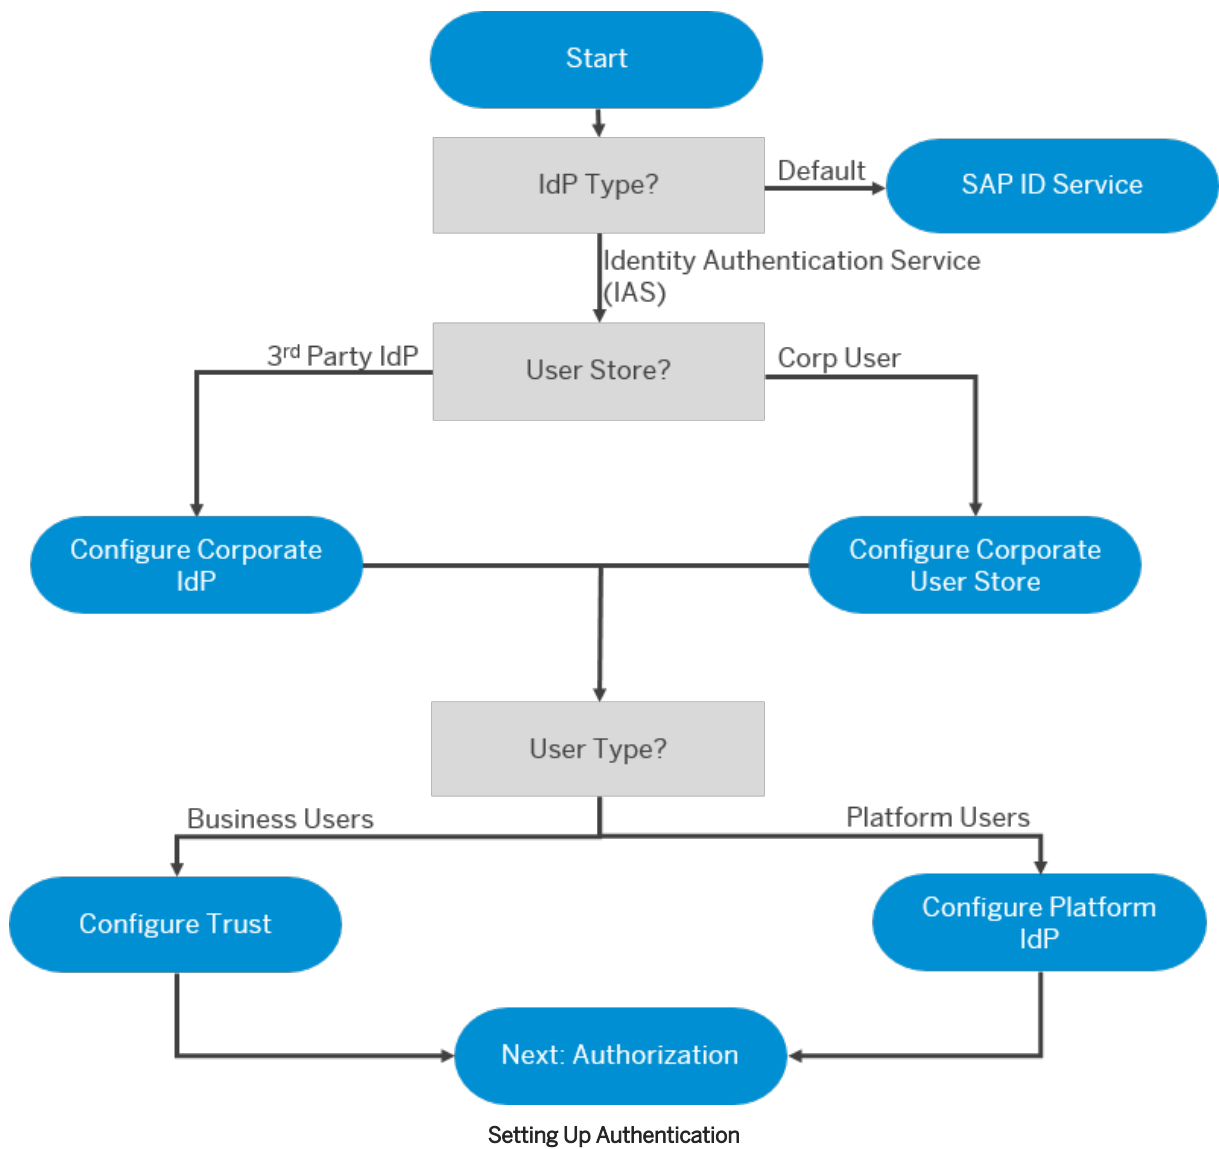 Start
IdP Type?
Default
SAP ID Service
Identity Authentication Service
(IAS)
3rd Party IdP
User Store?
Corp User
Configure Corporate
IdP
Configure Corporate
User Store
User Type?
Business Users
Platform Users
Configure Trust
Configure Platform
IdP
Next: Authorization
Setting Up Authentication